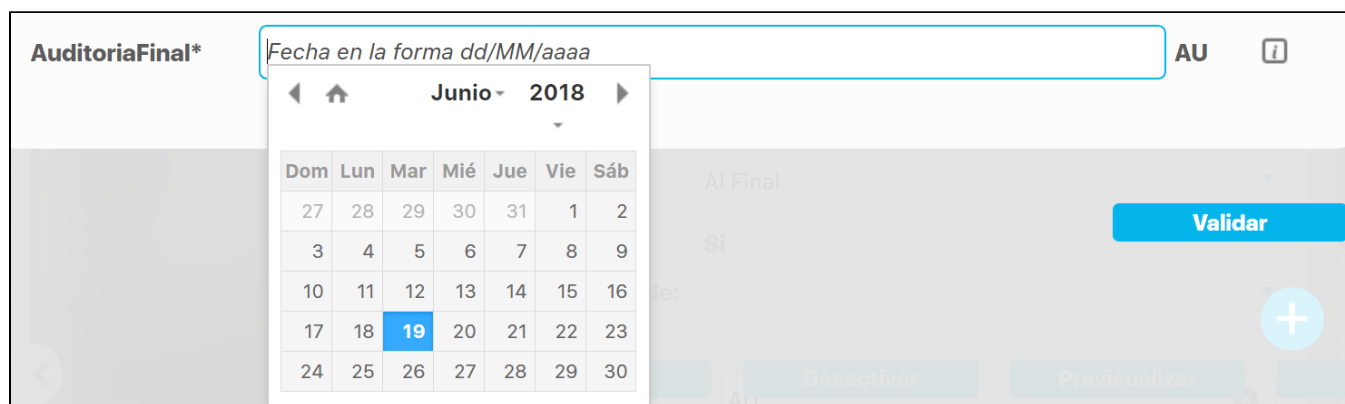 AuditoriaFinal* Fecha en la forma dd/MM/aaaa AU i
Junio 2018
Dom Lun Mar Mié Jue Vie Sáb
27 28 29 30 31 1 2
Al Final
Validar
3 4 5 6 7 8 9
Si
10 11 12 13 14 15 16
de:
17 18 19 20 21 22 23
24 25 26 27 28 29 30
Desactivar Previsualizar
AU